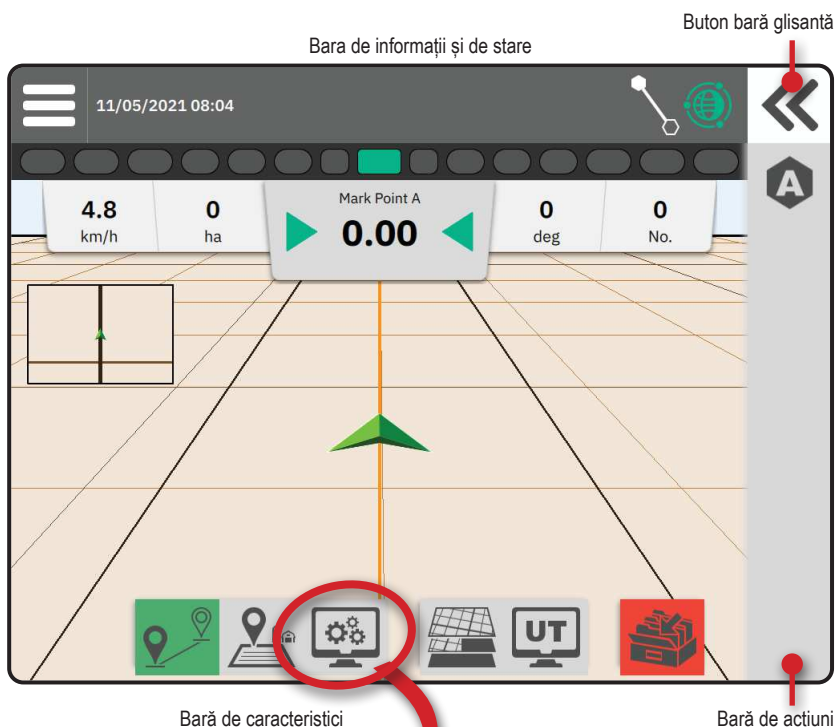 Buton bară glisantă
Bara de informații și de stare
11/05/2021 08:04
A
4.8
km/h
0
ha
Mark Point A
0.00
0
deg
0
No.
UT
Bară de caracteristici
Bară de acțiuni